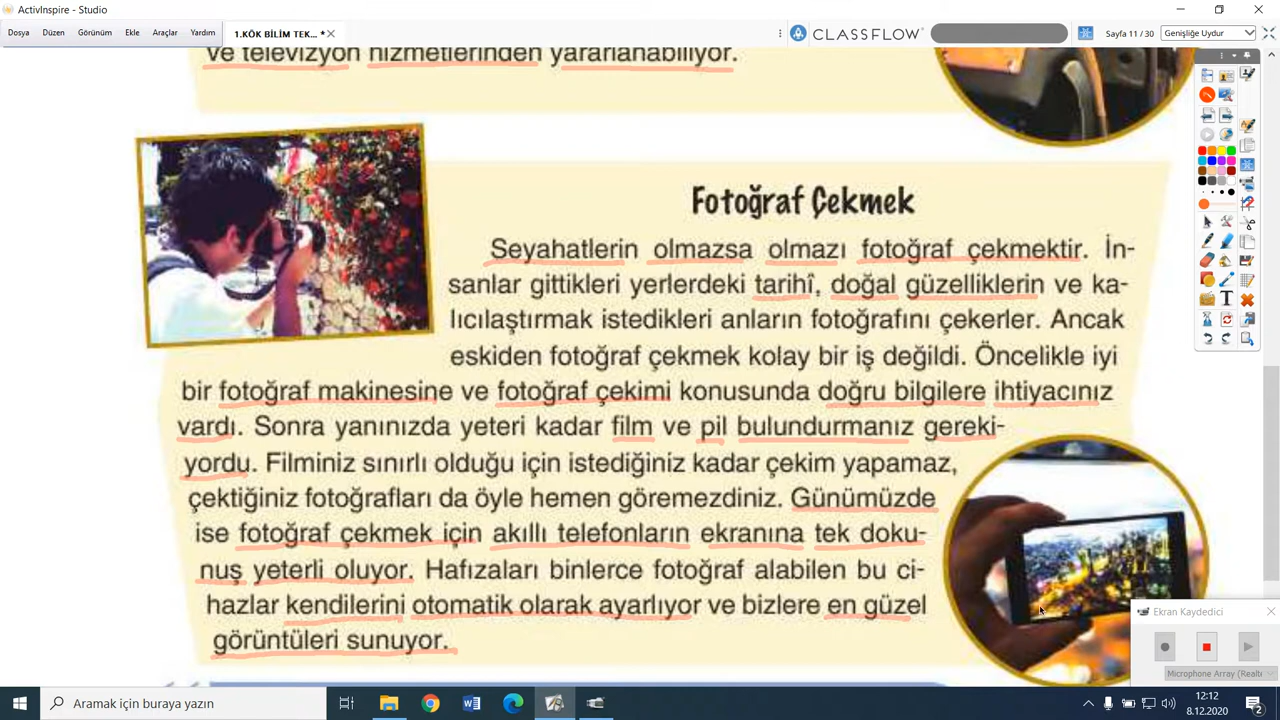 ActivInspire - Studio
Dosya Düzen Görünüm Ekle Araçlar Yardım
1.KÖK BİLİM TEK... *
CLASSFLOW
Sayfa 11 / 30
Genişliğe Uydur
ve televizyon hizmetlerinden yararlanabiliyor.
Fotoğraf Çekmek
Seyahatlerin olmazsa olmazı fotoğraf çekmektir. İn-
sanlar gittikleri yerlerdeki tarihî, doğal güzelliklerin ve ka-
lıcılaştırmak istedikleri anların fotoğrafını çekerler. Ancak
eskiden fotoğraf çekmek kolay bir iş değildi. Öncelikle iyi
bir fotoğraf makinesine ve fotoğraf çekimi konusunda doğru bilgilere ihtiyacınız
vardı. Sonra yanınızda yeteri kadar film ve pil bulundurmanız gereki-
yordu. Filminiz sınırlı olduğu için istediğiniz kadar çekim yapamaz,
çektiğiniz fotoğrafları da öyle hemen göremezdiniz. Günümüzde
ise fotoğraf çekmek için akıllı telefonların ekranına tek doku-
nuş yeterli oluyor. Hafızaları binlerce fotoğraf alabilen bu ci-
hazlar kendilerini otomatik olarak ayarlıyor ve bizlere en güzel
görüntüleri sunuyor.
Ekran Kaydedici
Microphone Array (Realt
Aramak için buraya yazın
12:12
8.12.2020
2